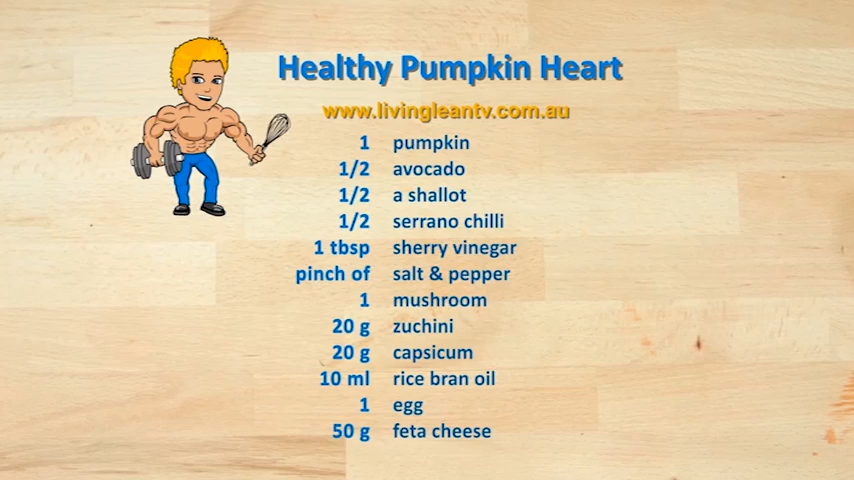 Healthy Pumpkin Heart
www.livingleantv.com.au
1 pumpkin
1/2 avocado
1/2 a shallot
1/2 serrano chilli
1 tbsp sherry vinegar
pinch of salt & pepper
1 mushroom
20 g zuchini
20 g capsicum
10 ml rice bran oil
1 egg
50 g feta cheese